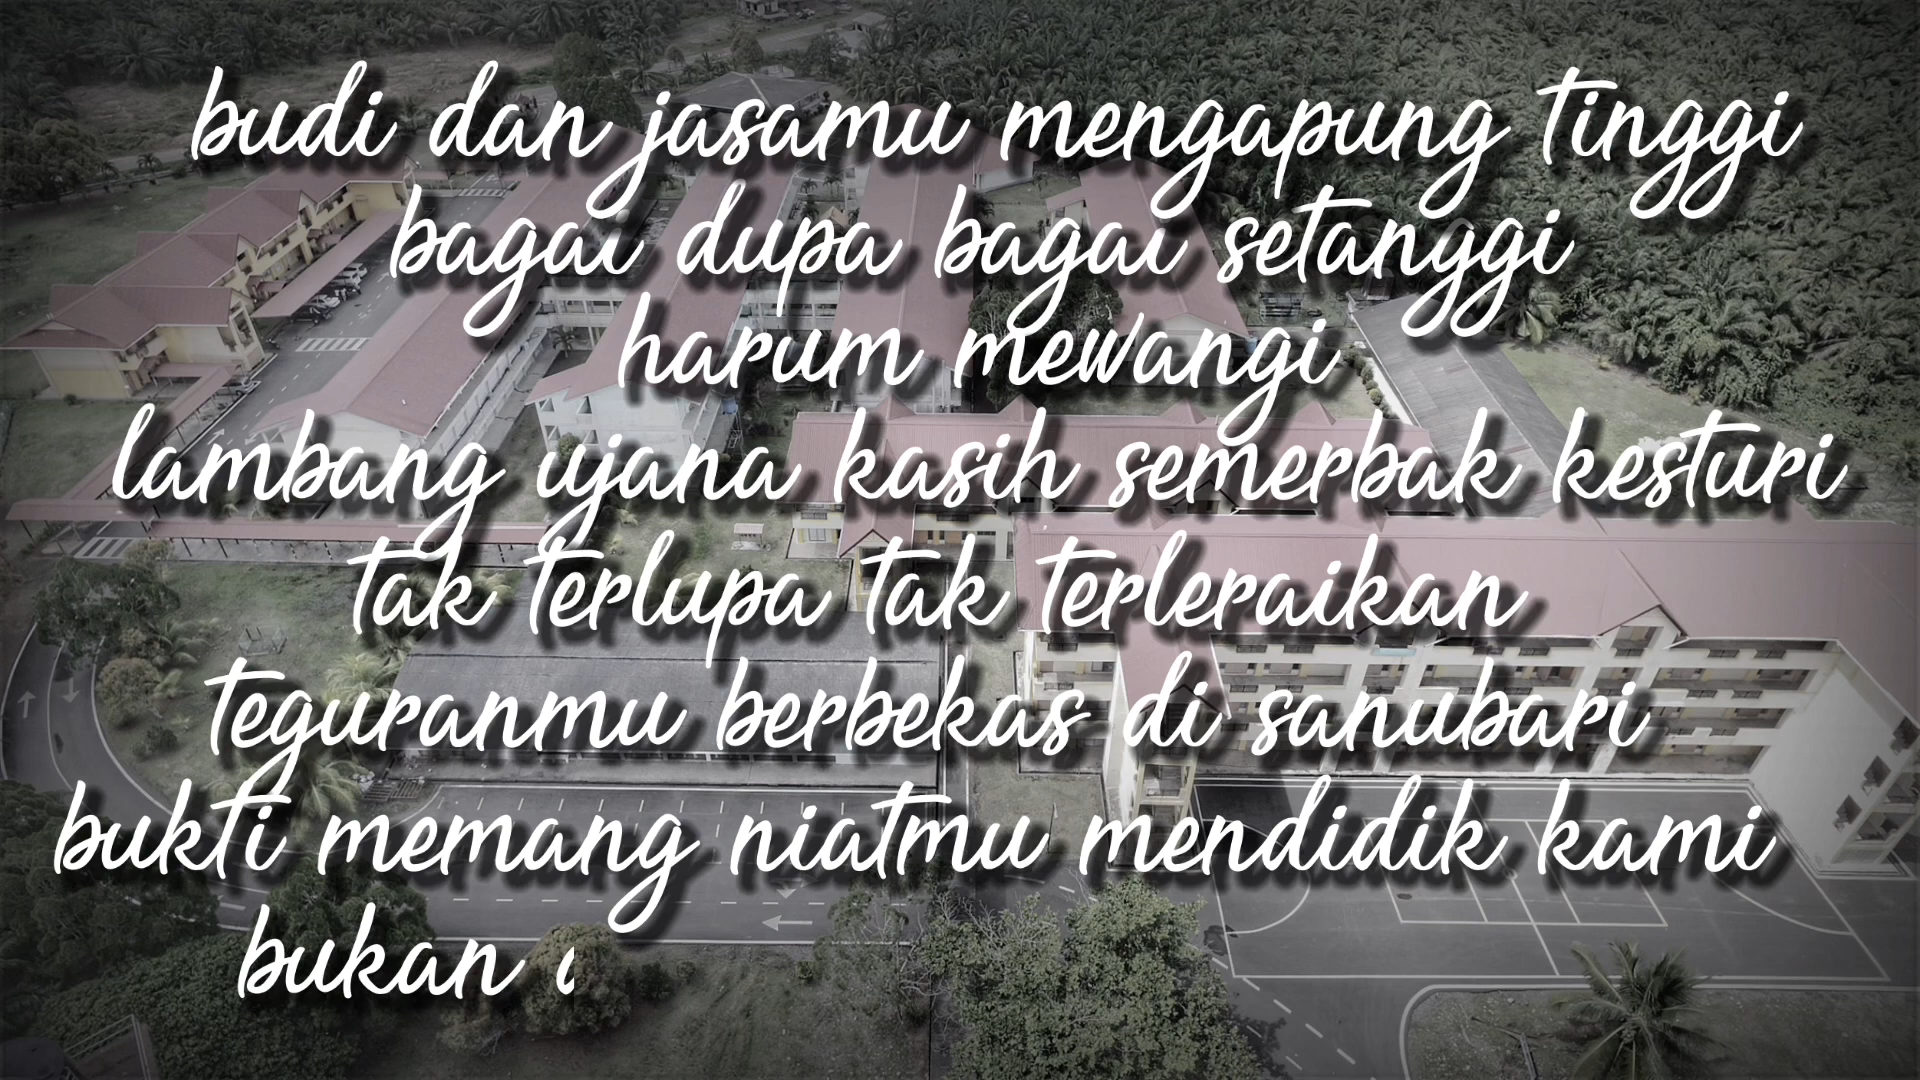 budi dan jasamu mengapung tinggi
bagai dupa bagai setanggi
harum mewangi
lambang ujana kasih semerbak kesturi
tak terlupa tak terleraikan
teguranmu berbekas di sanubari
bukti memang niatmu mendidik kami
bukan